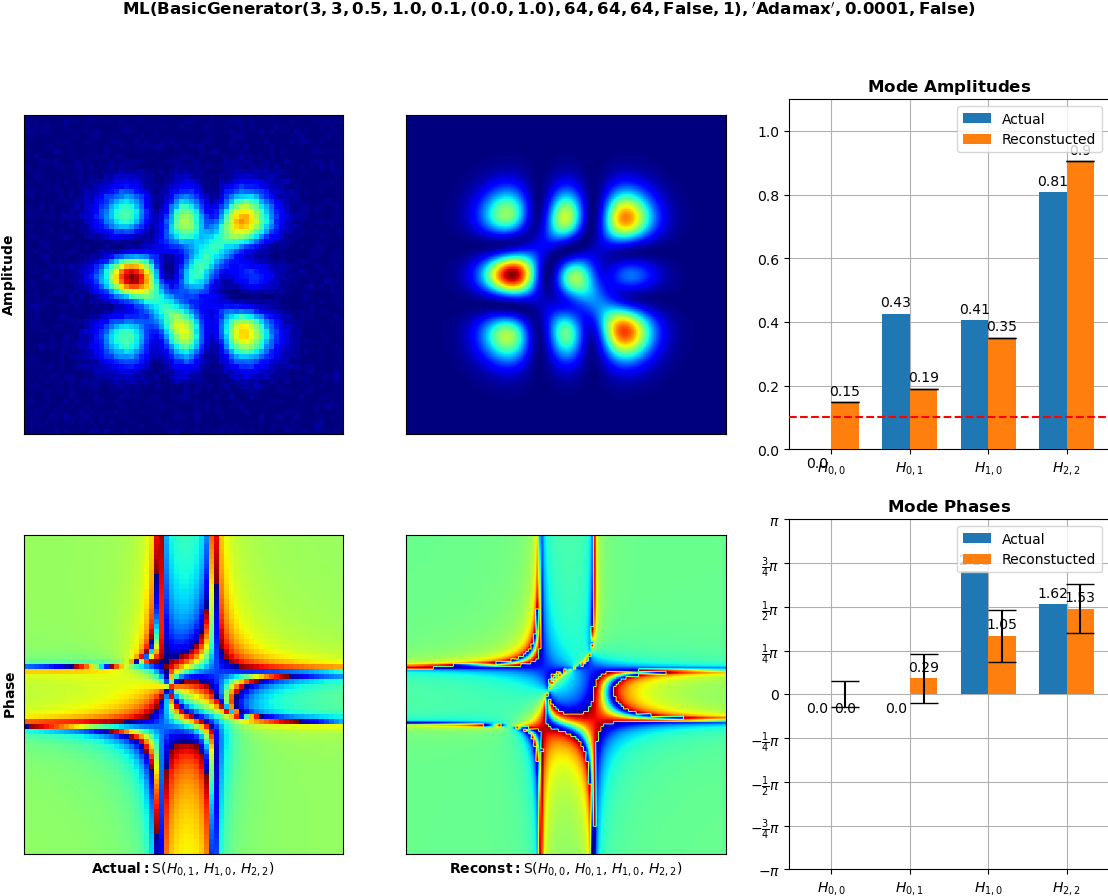 ML(BasicGenerator(3, 3, 0.5, 1.0, 0.1, (0.0, 1.0), 64, 64, 64, False, 1), ′Adamax′, 0.0001, False)
Mode Amplitudes
Actual
Reconstucted
1.0
0.8
0.6
0.4
0.2
0.0
0.0
0.15
0.43
0.19
0.41
0.35
0.81
0.9
H0,0
H0,1
H1,0
H2,2
Amplitude
Mode Phases
Actual
Reconstucted
π
3/4π
1/2π
1/4π
0
−1/4π
−1/2π
−3/4π
−π
0.0
0.0
0.0
0.29
1.05
1.62
1.53
H0,0
H0,1
H1,0
H2,2
Phase
Actual: S(H0,1, H1,0, H2,2)
Reconst: S(H0,0, H0,1, H1,0, H2,2)